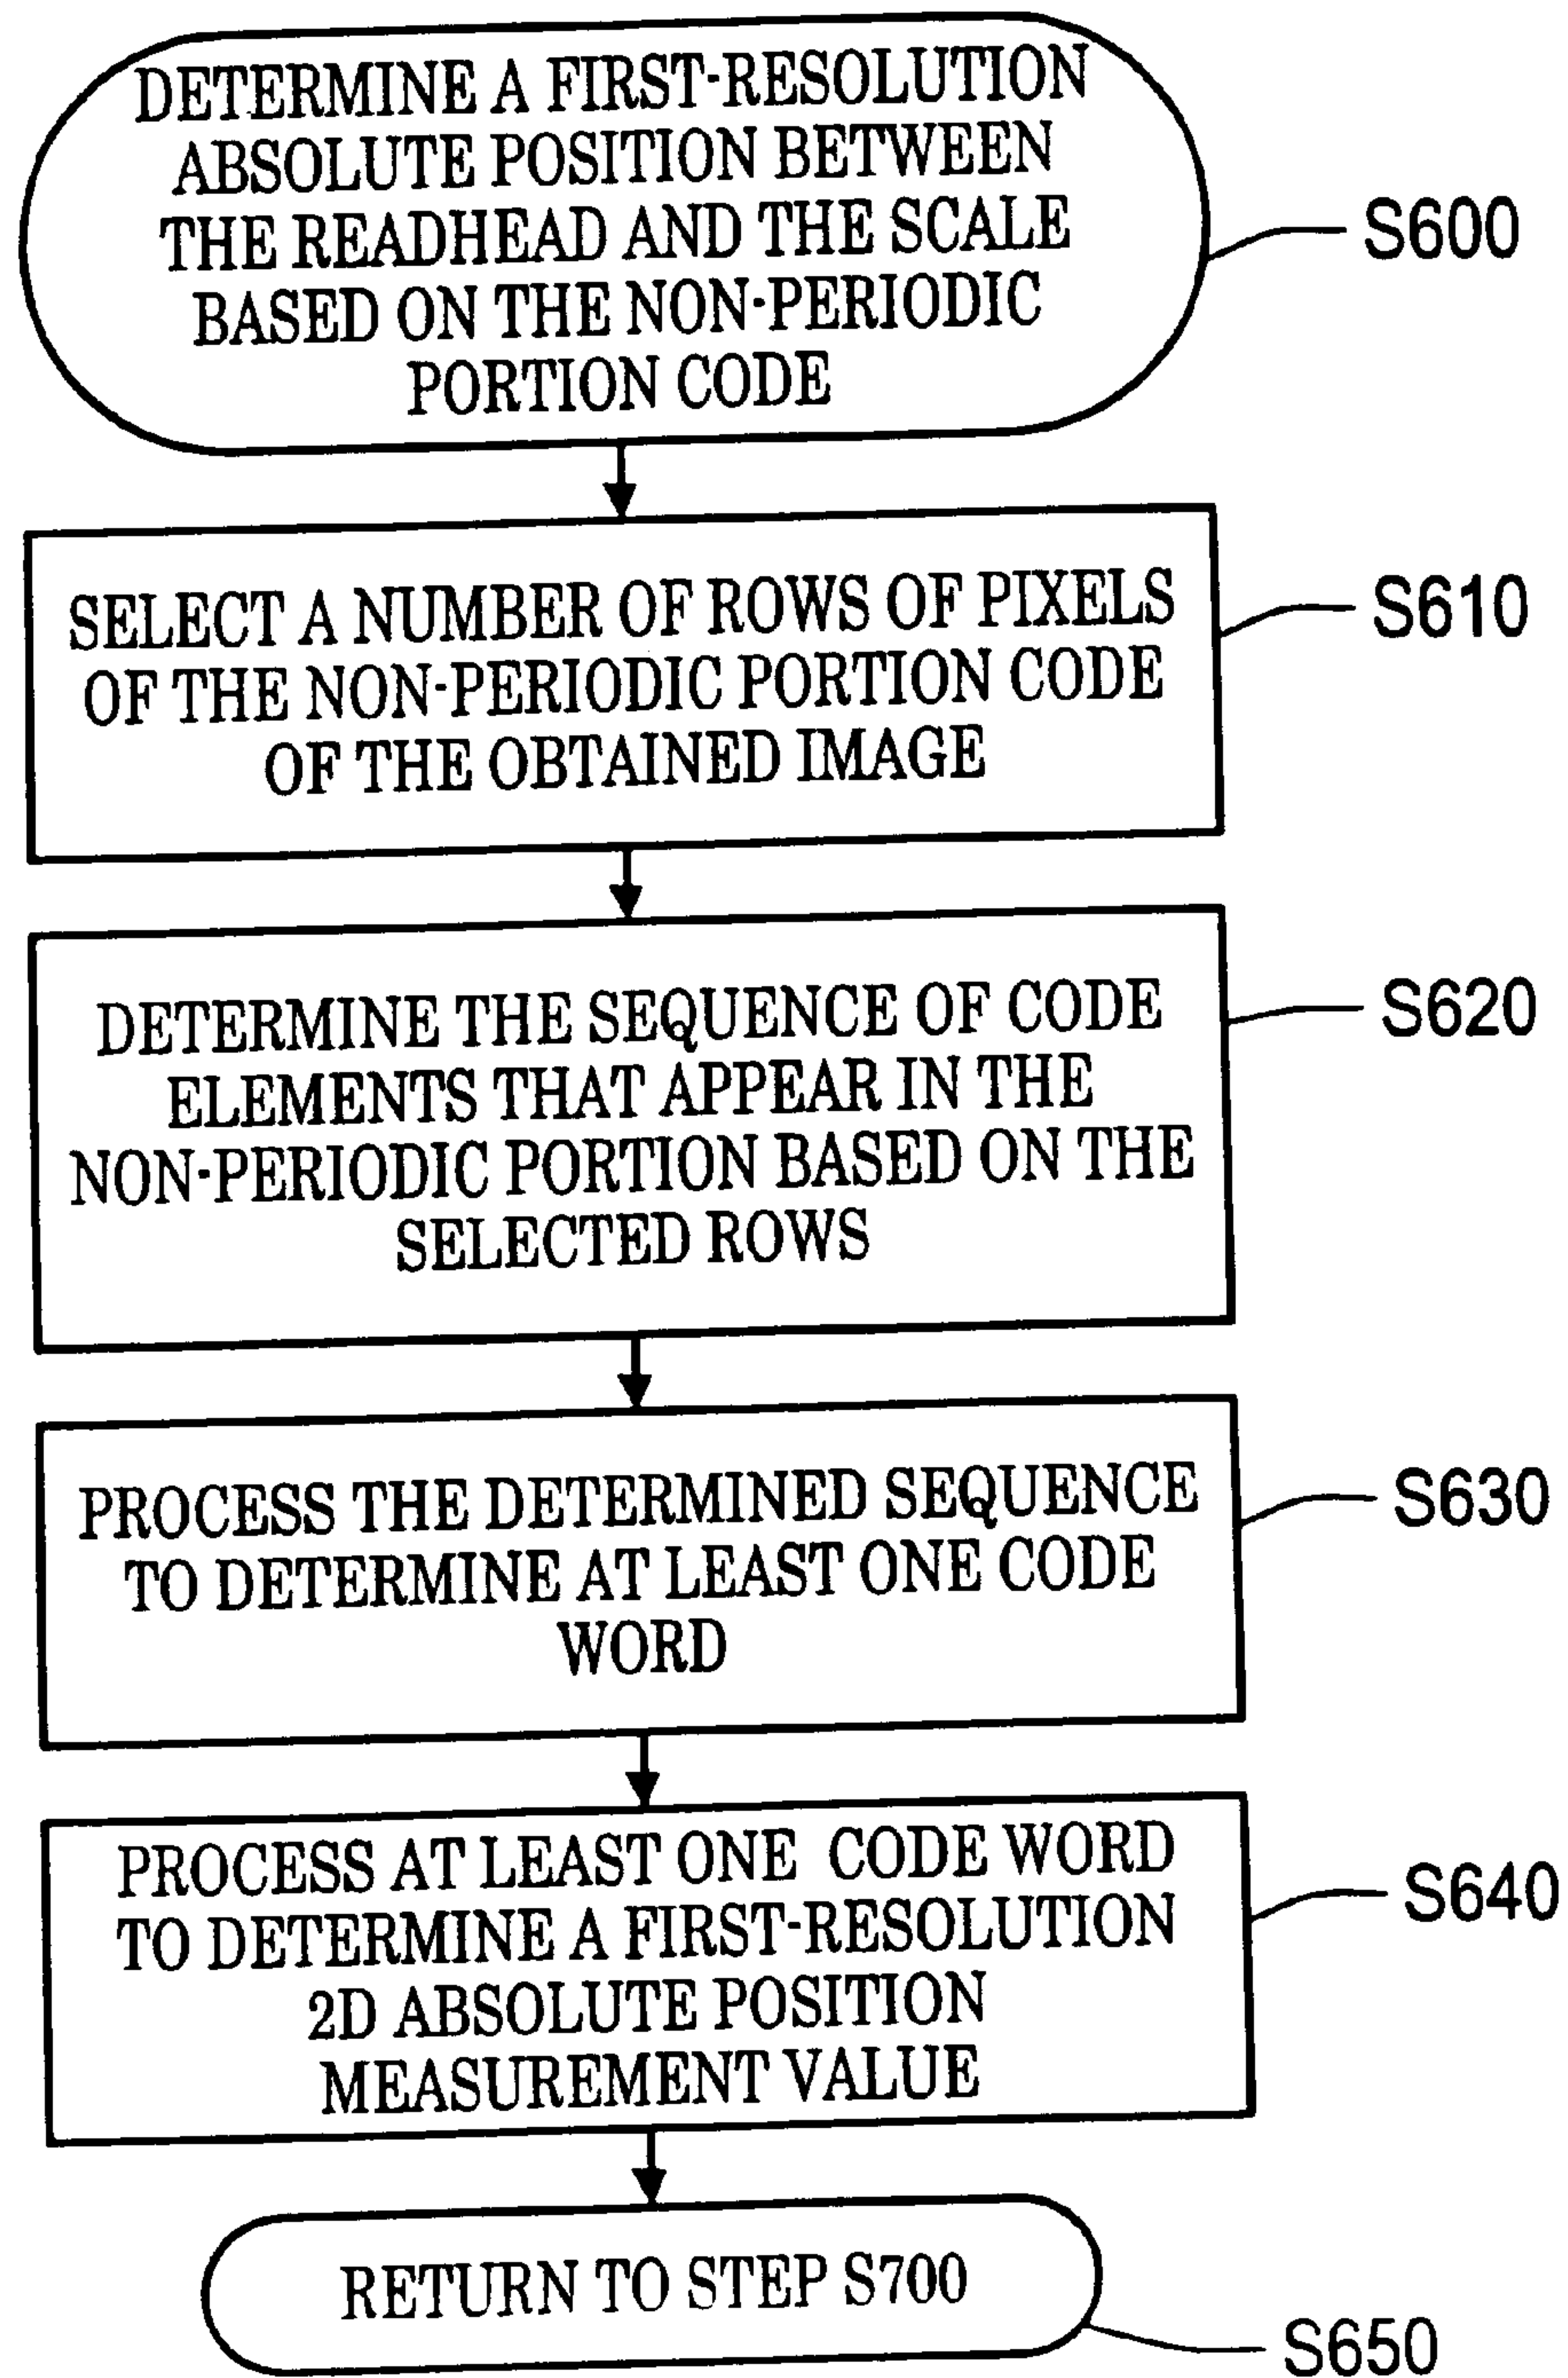 DETERMINE A FIRST-RESOLUTION
ABSOLUTE POSITION BETWEEN
THE READHEAD AND THE SCALE
BASED ON THE NON-PERIODIC
PORTION CODE
S600
SELECT A NUMBER OF ROWS OF PIXELS
OF THE NON-PERIODIC PORTION CODE
OF THE OBTAINED IMAGE
S610
DETERMINE THE SEQUENCE OF CODE
ELEMENTS THAT APPEAR IN THE
NON-PERIODIC PORTION BASED ON THE
SELECTED ROWS
S620
PROCESS THE DETERMINED SEQUENCE
TO DETERMINE AT LEAST ONE CODE
WORD
S630
PROCESS AT LEAST ONE CODE WORD
TO DETERMINE A FIRST-RESOLUTION
2D ABSOLUTE POSITION
MEASUREMENT VALUE
S640
RETURN TO STEP S700
S650